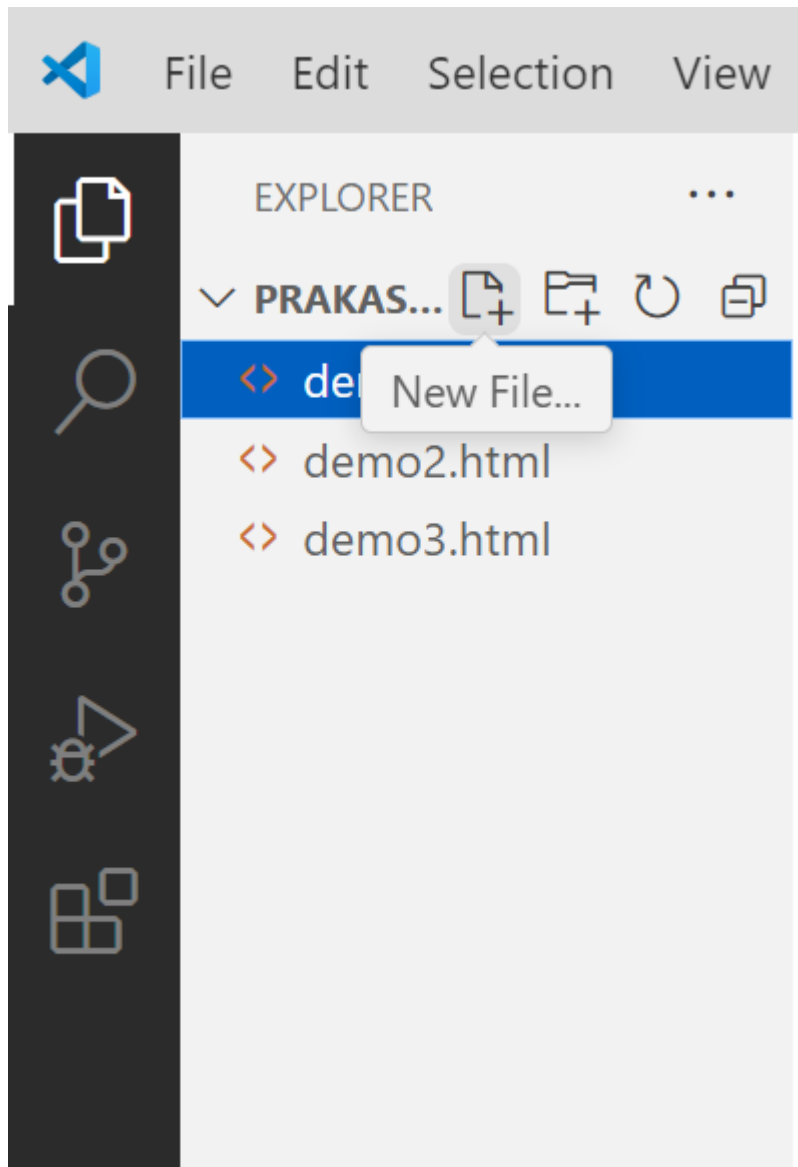 File Edit Selection View
EXPLORER ...
PRAKAS...
New File...
demo2.html
demo3.html